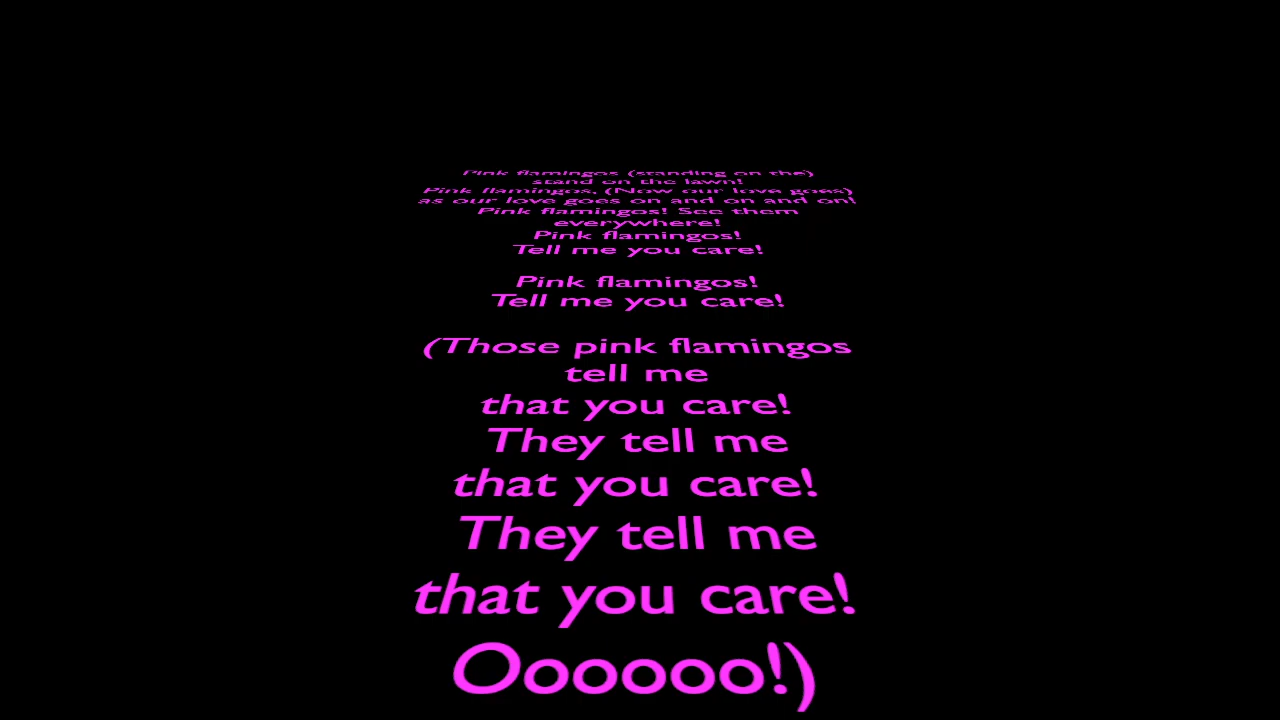 Pink flamingos (standing on the)
stand on the lawn!
Pink flamingos, (Now our love goes)
as our love goes on and on and on!
Pink flamingos! See them
everywhere!
Pink flamingos!
Tell me you care!
Pink flamingos!
Tell me you care!
(Those pink flamingos
tell me
that you care!
They tell me
that you care!
They tell me
that you care!
Oooooo!)